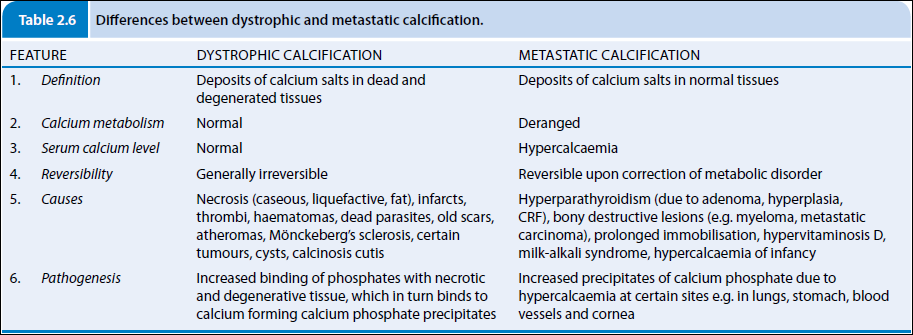 Table 2.6 Differences between dystrophic and metastatic calcification.
FEATURE DYSTROPHIC CALCIFICATION METASTATIC CALCIFICATION
1. Definition Deposits of calcium salts in dead and Deposits of calcium salts in normal tissues
degenerated tissues
2. Calcium metabolism Normal Deranged
3. Serum calcium level Normal Hypercalcaemia
4. Reversibility Generally irreversible Reversible upon correction of metabolic disorder
5. Causes Necrosis (caseous, liquefactive, fat), infarcts, Hyperparathyroidism (due to adenoma, hyperplasia,
thrombi, haematomas, dead parasites, old scars, CRF), bony destructive lesions (e.g. myeloma, metastatic
atheromas, Mönckeberg’s sclerosis, certain carcinoma), prolonged immobilisation, hypervitaminosis D,
tumours, cysts, calcinosis cutis milk-alkali syndrome, hypercalcaemia of infancy
6. Pathogenesis Increased binding of phosphates with necrotic Increased precipitates of calcium phosphate due to
and degenerative tissue, which in turn binds to hypercalcaemia at certain sites e.g. in lungs, stomach, blood
calcium forming calcium phosphate precipitates vessels and cornea